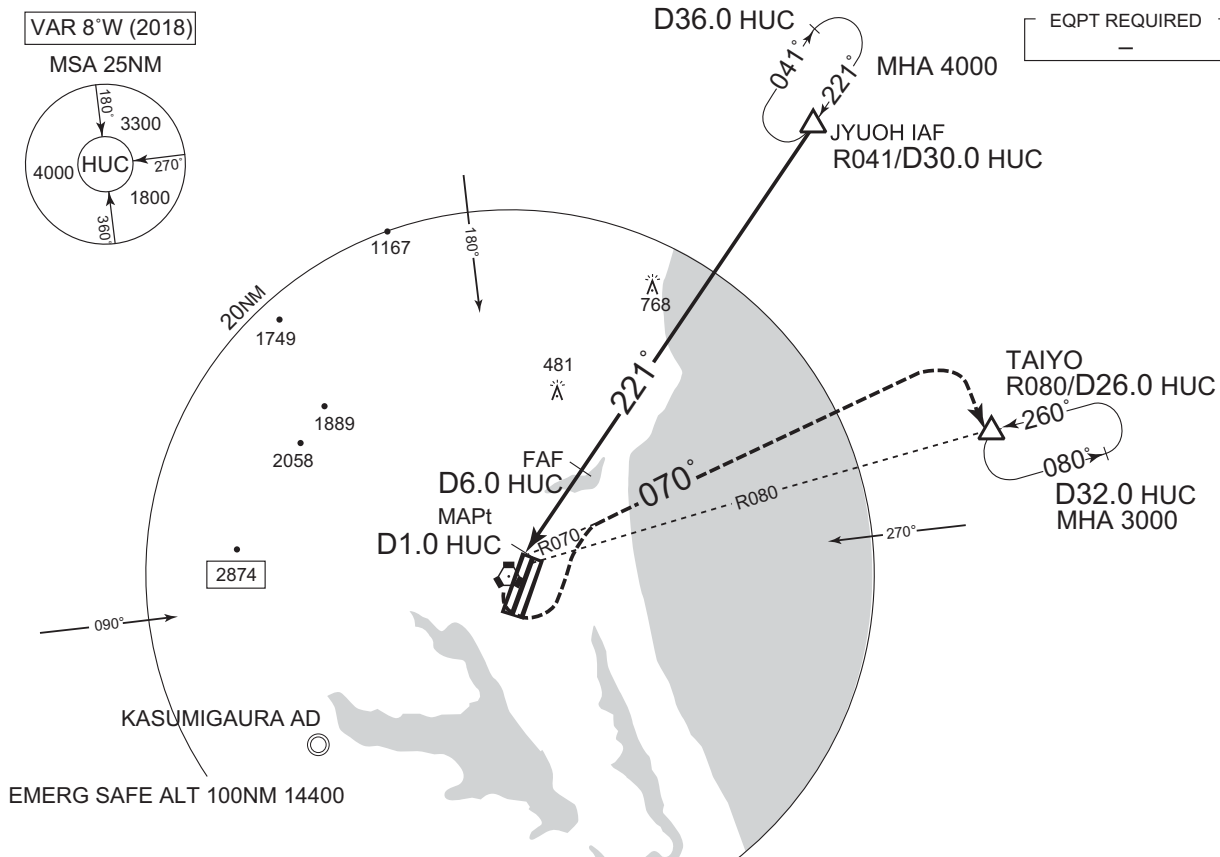 VAR 8°W (2018)
MSA 25NM
180°
3300
HUC
4000
270°
1800
360°
D36.0 HUC
041°
221°
MHA 4000
EQPT REQUIRED
–
JYUOH IAF
R041/D30.0 HUC
180°
1167
20NM
768
1749
481
221°
1889
2058
TAIYO
R080/D26.0 HUC
260°
080°
D32.0 HUC
MHA 3000
FAF
D6.0 HUC
070°
R080
MAPt
D1.0 HUC
R070
270°
2874
090°
KASUMIGAURA AD
EMERG SAFE ALT 100NM 14400